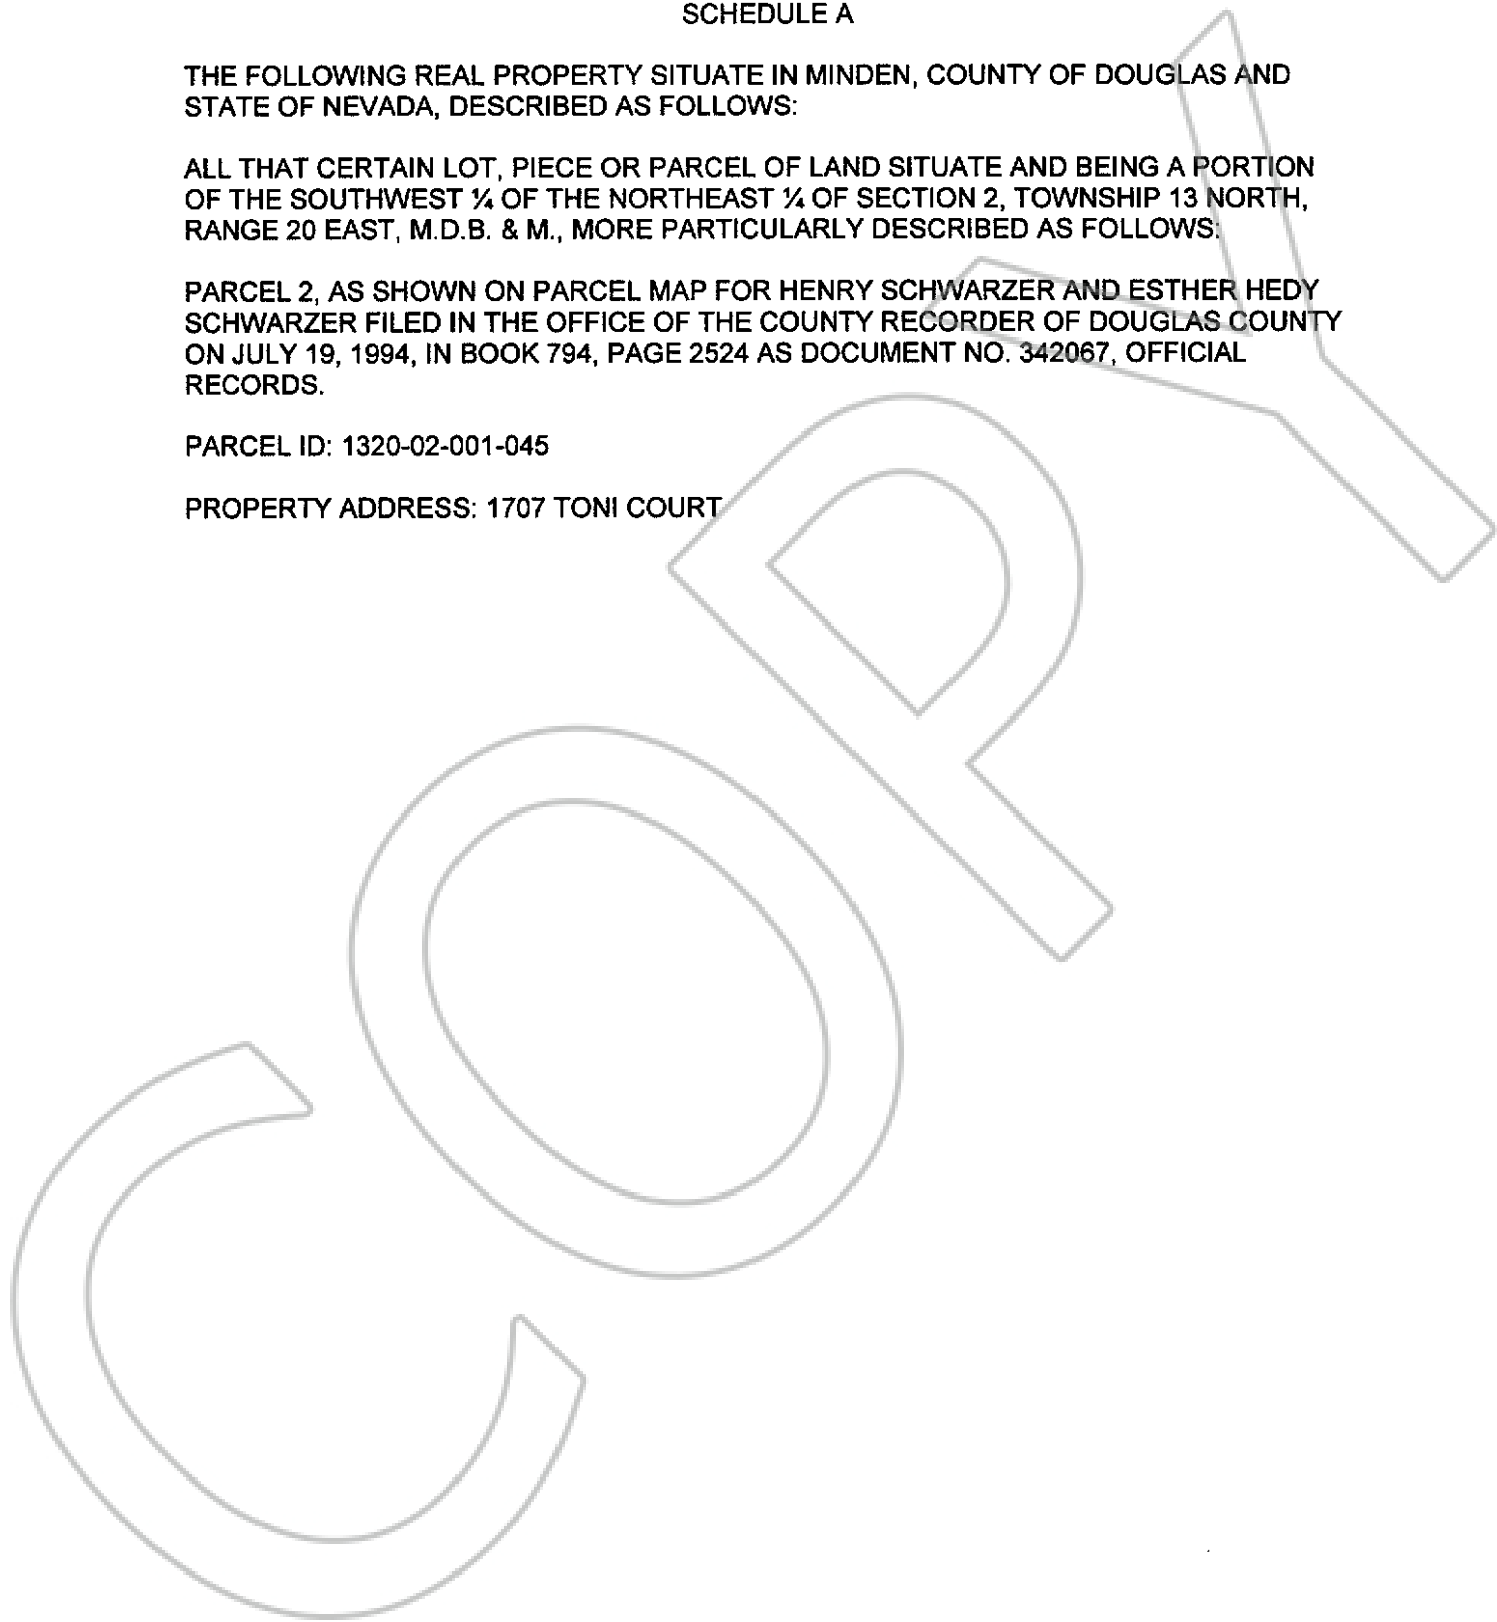 SCHEDULE A
THE FOLLOWING REAL PROPERTY SITUATE IN MINDEN, COUNTY OF DOUGLAS AND
STATE OF NEVADA, DESCRIBED AS FOLLOWS:
ALL THAT CERTAIN LOT, PIECE OR PARCEL OF LAND SITUATE AND BEING A PORTION
OF THE SOUTHWEST ¼ OF THE NORTHEAST ¼ OF SECTION 2, TOWNSHIP 13 NORTH,
RANGE 20 EAST, M.D.B. & M., MORE PARTICULARLY DESCRIBED AS FOLLOWS:
PARCEL 2, AS SHOWN ON PARCEL MAP FOR HENRY SCHWARZER AND ESTHER HEDY
SCHWARZER FILED IN THE OFFICE OF THE COUNTY RECORDER OF DOUGLAS COUNTY
ON JULY 19, 1994, IN BOOK 794, PAGE 2524 AS DOCUMENT NO. 342067, OFFICIAL
RECORDS.
PARCEL ID: 1320-02-001-045
PROPERTY ADDRESS: 1707 TONI COURT
COPY